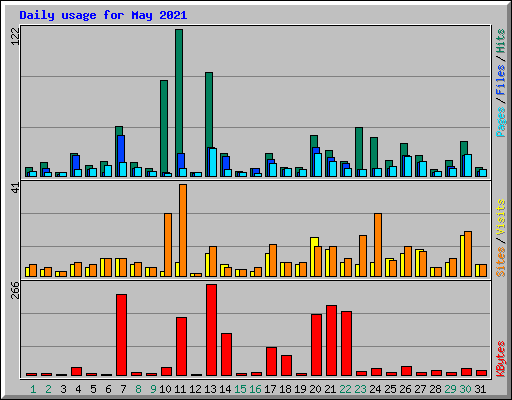 Daily usage for May 2021
122
Pages / Files / Hits
41
Sites / Visits
266
KBytes
1 2 3 4 5 6 7 8 9 10 11 12 13 14 15 16 17 18 19 20 21 22 23 24 25 26 27 28 29 30 31